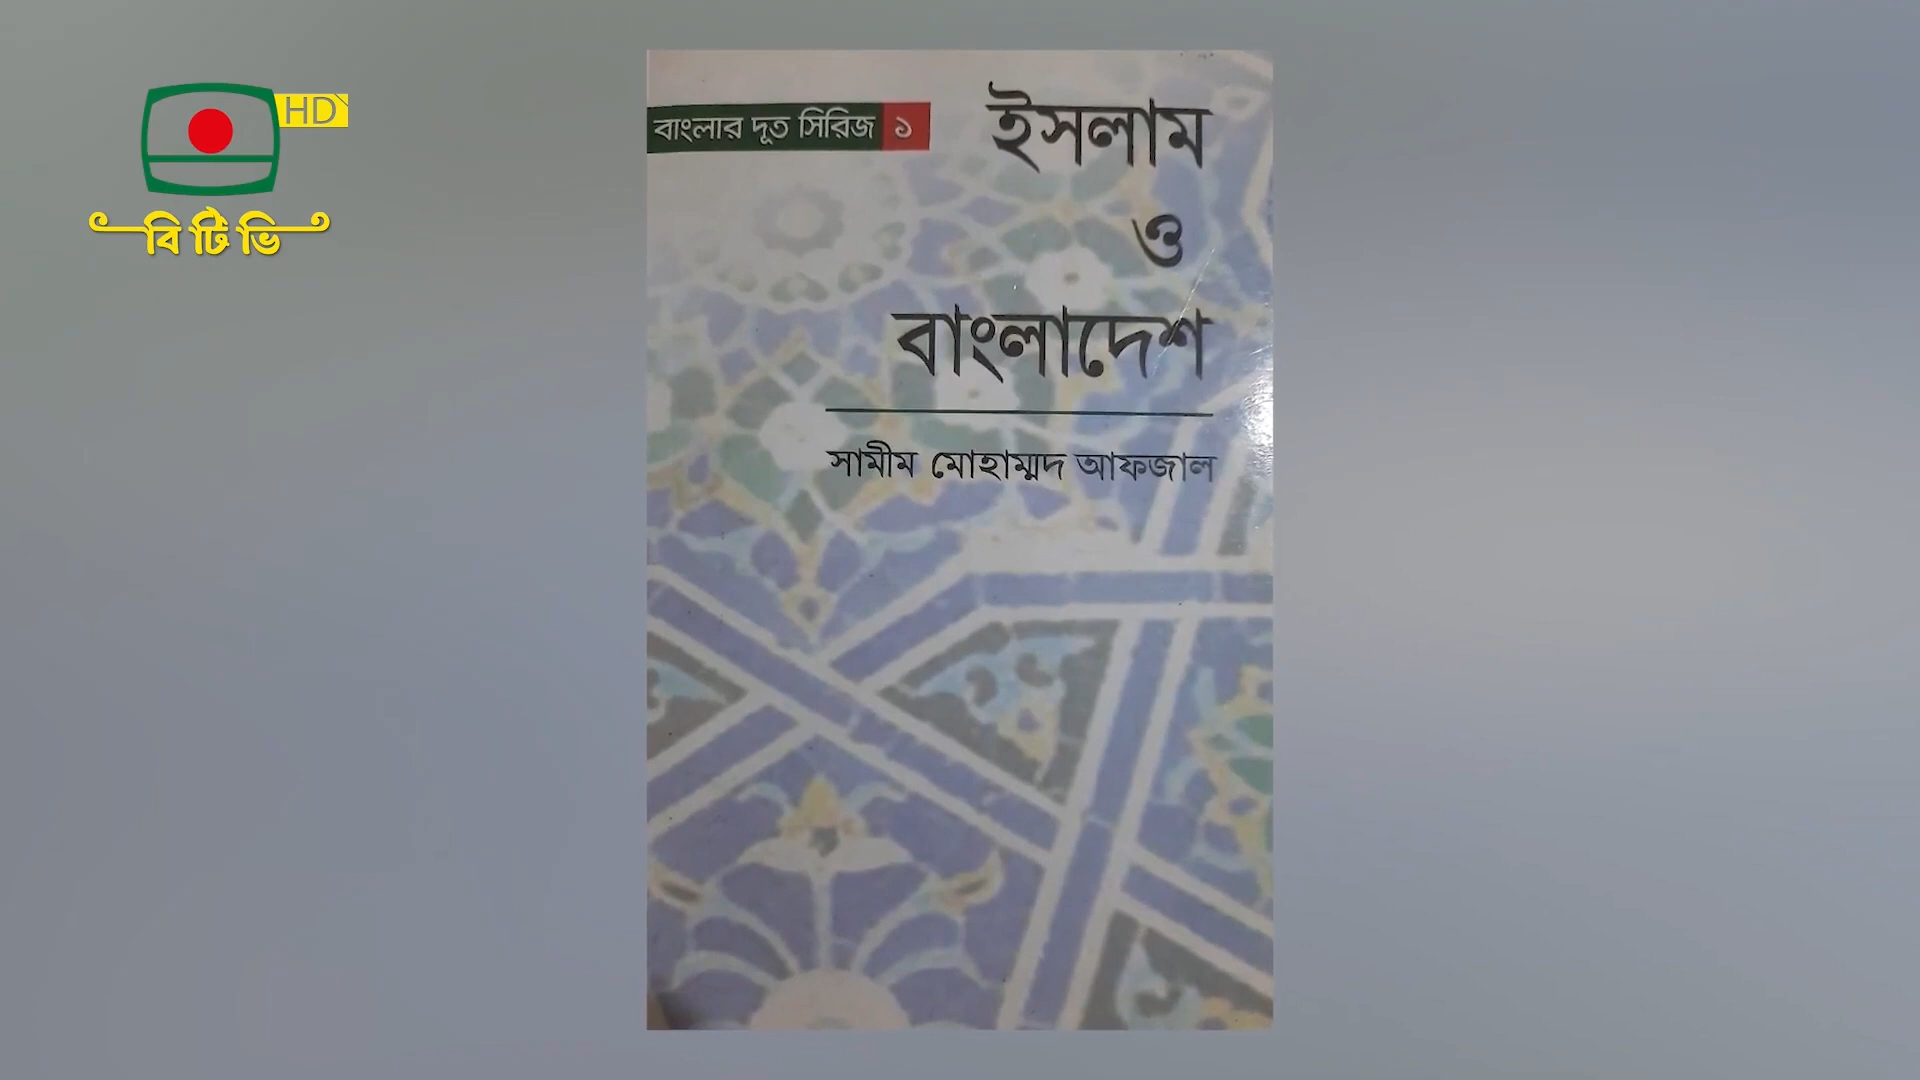 HD
বিটিভি
বাংলার দূত সিরিজ ১
ইসলাম
ও
বাংলাদেশ
সামীম মোহাম্মদ আফজাল